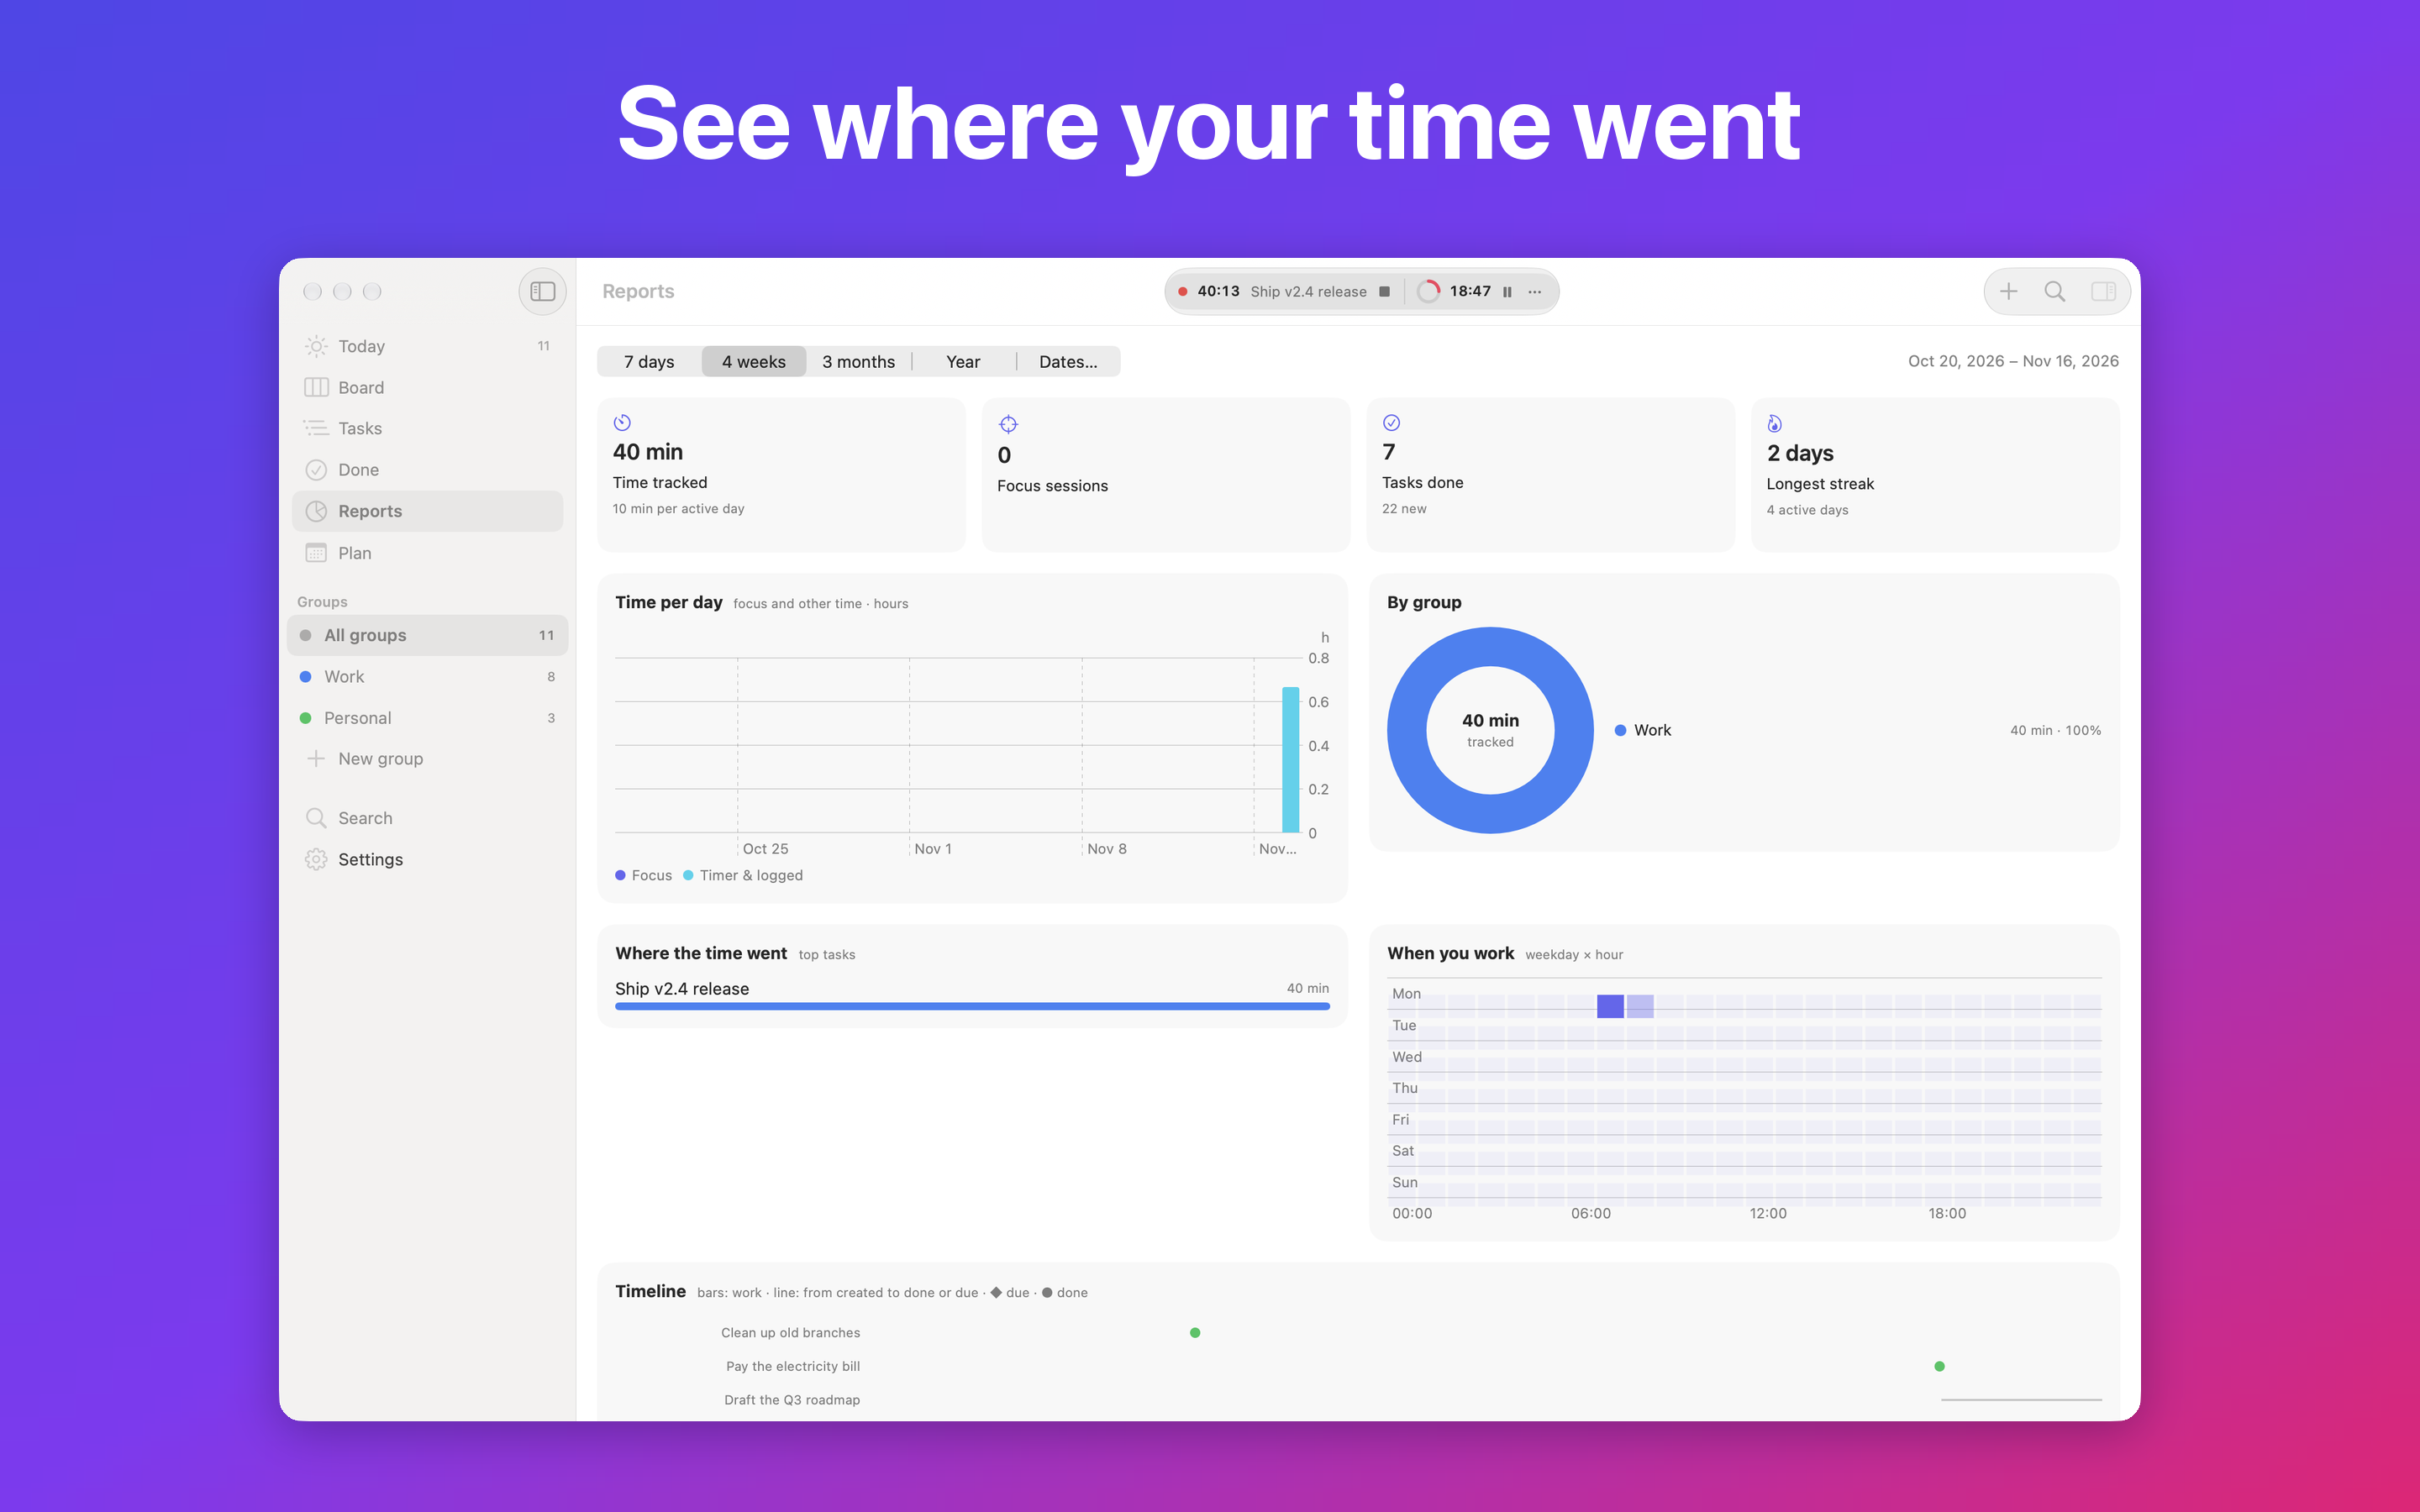 See where your time went
Reports
40:13 Ship v2.4 release 18:47
Today 11
Board
Tasks
Done
Reports
Plan
Groups
All groups 11
Work 8
Personal 3
New group
Search
Settings
7 days 4 weeks 3 months Year Dates...
Oct 20, 2026 – Nov 16, 2026
40 min
Time tracked
10 min per active day
0
Focus sessions
7
Tasks done
22 new
2 days
Longest streak
4 active days
Time per day focus and other time · hours
h
0.8
0.6
0.4
0.2
0
Oct 25 Nov 1 Nov 8 Nov...
Focus Timer & logged
By group
40 min
tracked
Work 40 min · 100%
Where the time went top tasks
Ship v2.4 release 40 min
When you work weekday × hour
Mon
Tue
Wed
Thu
Fri
Sat
Sun
00:00 06:00 12:00 18:00
Timeline bars: work · line: from created to done or due · ◆ due · ● done
Clean up old branches
Pay the electricity bill
Draft the Q3 roadmap